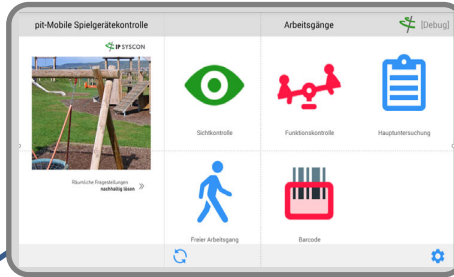 pit-Mobile Spielgerätekontrolle
Arbeitsgänge
[Debug]
IP SYSCON
Sichtkontrolle
Funktionskontrolle
Hauptuntersuchung
Räumliche Fragestellungen
nachhaltig lösen
Freier Arbeitsgang
Barcode